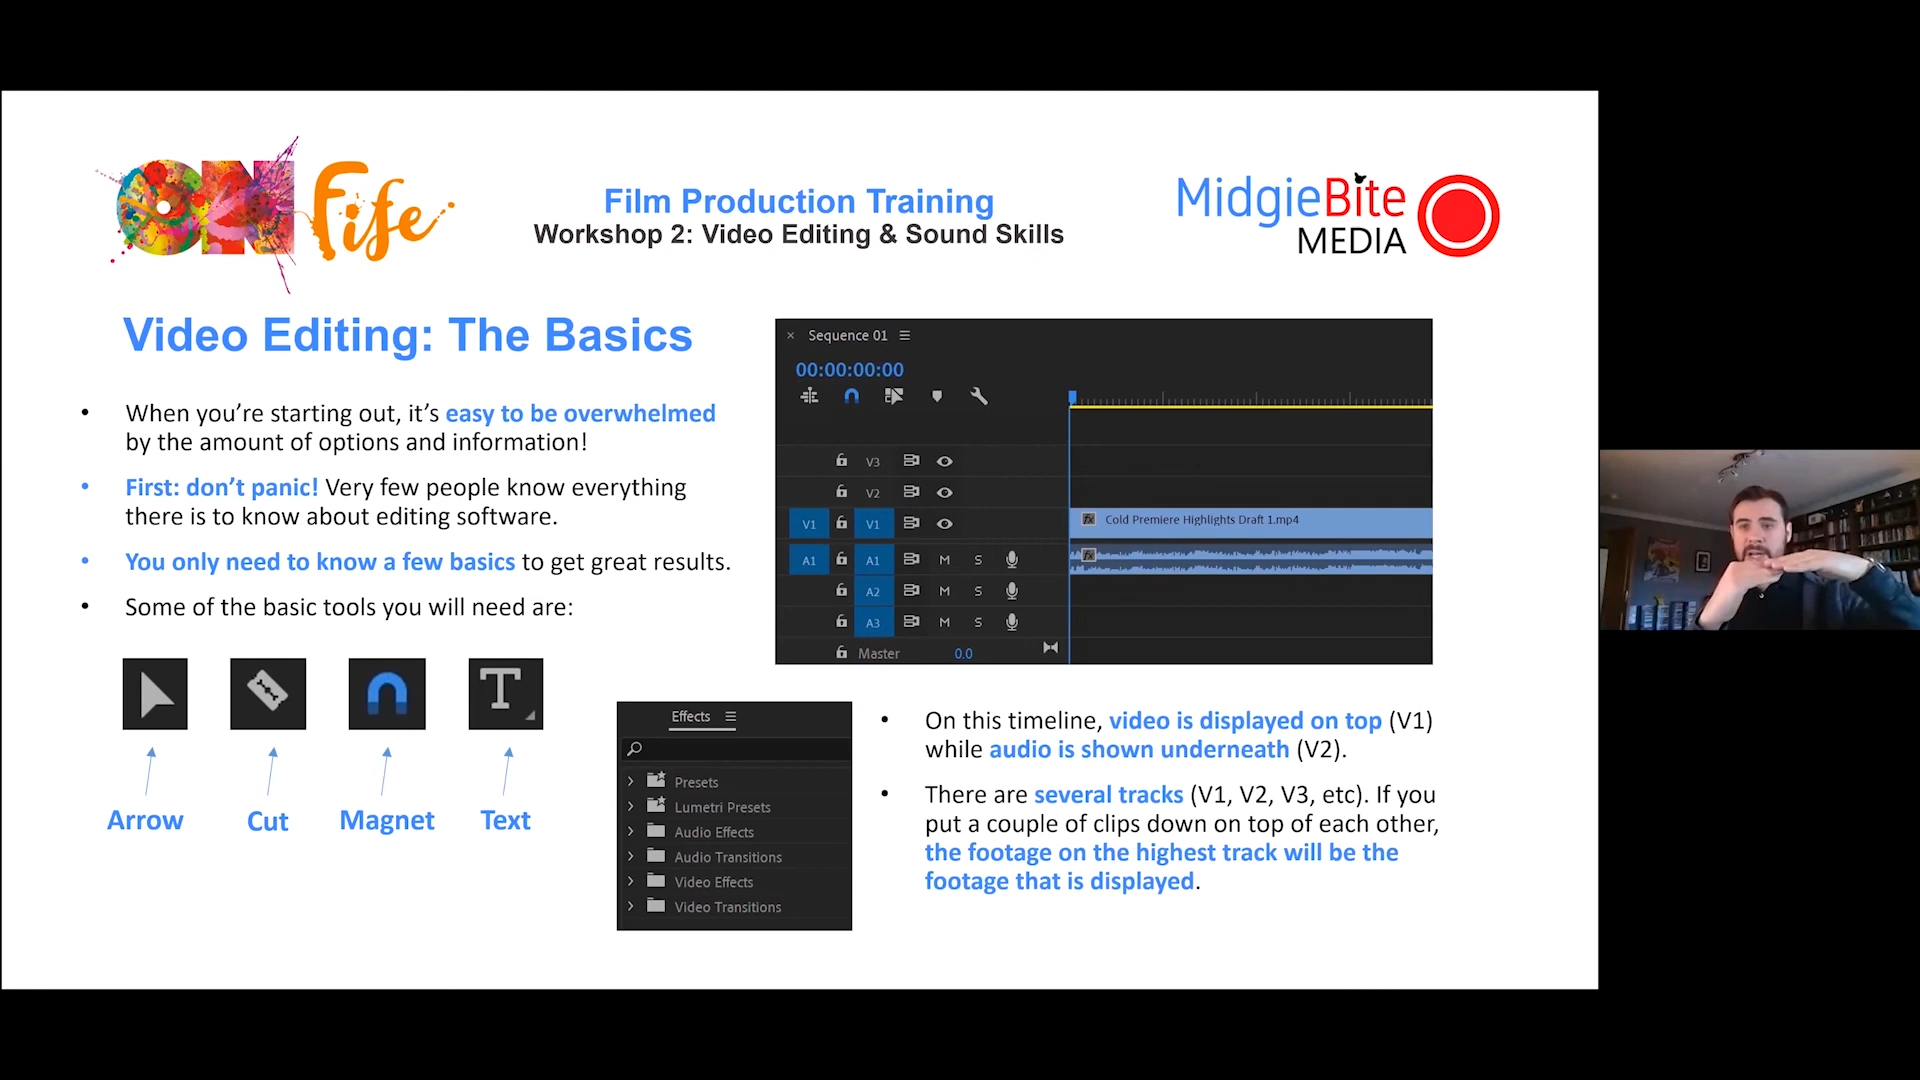 ON Fife
Film Production Training
Workshop 2: Video Editing & Sound Skills
MidgieBite
MEDIA
Video Editing: The Basics
• When you’re starting out, it’s easy to be overwhelmed
by the amount of options and information!
• First: don’t panic! Very few people know everything
there is to know about editing software.
• You only need to know a few basics to get great results.
• Some of the basic tools you will need are:
T
Arrow Cut Magnet Text
× Sequence 01
00:00:00:00
V3
V2
V1 V1 fx Cold Premiere Highlights Draft 1.mp4
A1 A1 M S fx
A2 M S
A3 M S
Master 0.0
Effects
Presets
Lumetri Presets
Audio Effects
Audio Transitions
Video Effects
Video Transitions
• On this timeline, video is displayed on top (V1)
while audio is shown underneath (V2).
• There are several tracks (V1, V2, V3, etc). If you
put a couple of clips down on top of each other,
the footage on the highest track will be the
footage that is displayed.